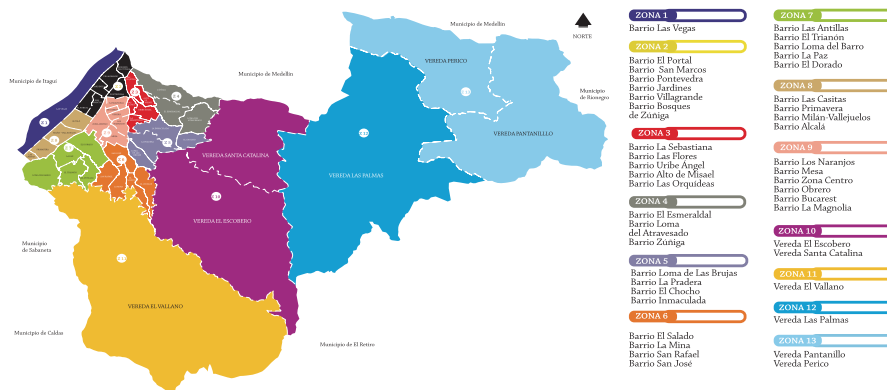 Municipio de Medellín
NORTE
Municipio de Itaguí
Municipio de Medellín
Municipio de Rionegro
VEREDA PERICO
VEREDA PANTANILLLO
VEREDA SANTA CATALINA
VEREDA LAS PALMAS
VEREDA EL ESCOBERO
Municipio
de Sabaneta
VEREDA EL VALLANO
Municipio de Caldas
Municipio de El Retiro
ZONA 1
Barrio Las Vegas
ZONA 2
Barrio El Portal
Barrio San Marcos
Barrio Pontevedra
Barrio Jardines
Barrio Villagrande
Barrio Bosques
de Zúñiga
ZONA 3
Barrio La Sebastiana
Barrio Las Flores
Barrio Uribe Ángel
Barrio Alto de Misael
Barrio Las Orquídeas
ZONA 4
Barrio El Esmeraldal
Barrio Loma
del Atravesado
Barrio Zúñiga
ZONA 5
Barrio Loma de Las Brujas
Barrio La Pradera
Barrio El Chocho
Barrio Inmaculada
ZONA 6
Barrio El Salado
Barrio La Mina
Barrio San Rafael
Barrio San José
ZONA 7
Barrio Las Antillas
Barrio El Trianón
Barrio Loma del Barro
Barrio La Paz
Barrio El Dorado
ZONA 8
Barrio Las Casitas
Barrio Primavera
Barrio Milán-Vallejuelos
Barrio Alcalá
ZONA 9
Barrio Los Naranjos
Barrio Mesa
Barrio Zona Centro
Barrio Obrero
Barrio Bucarest
Barrio La Magnolia
ZONA 10
Vereda El Escobero
Vereda Santa Catalina
ZONA 11
Vereda El Vallano
ZONA 12
Vereda Las Palmas
ZONA 13
Vereda Pantanillo
Vereda Perico